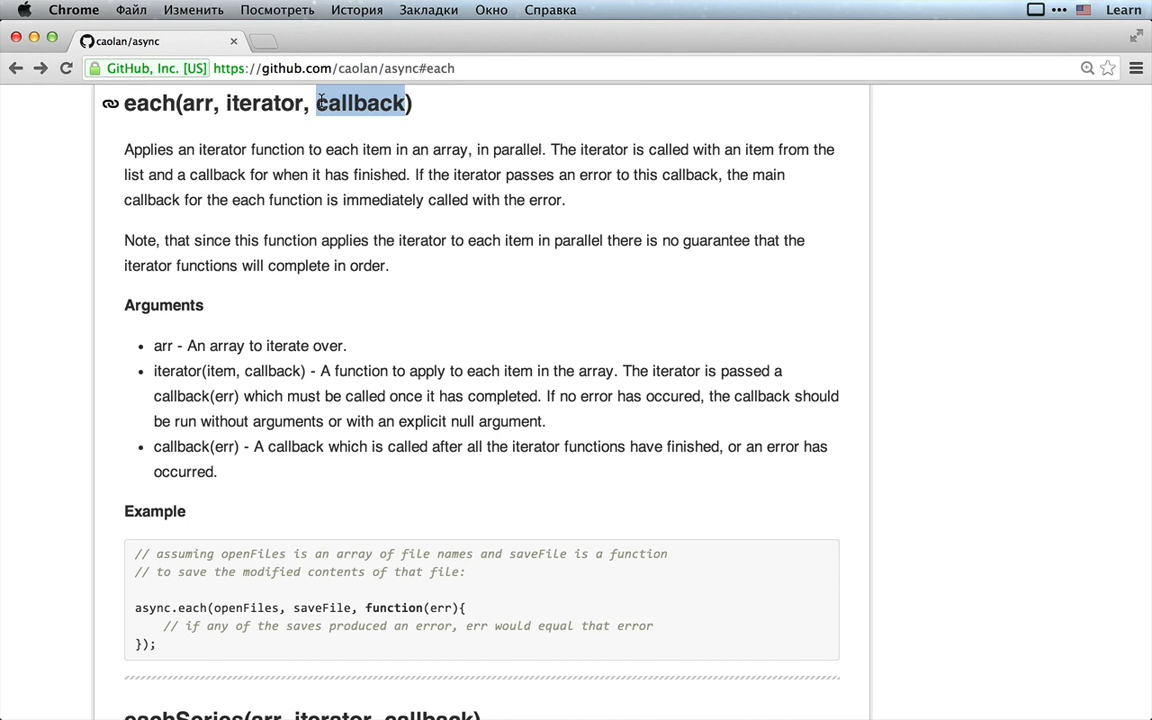 Chrome Файл Изменить Посмотреть История Закладки Окно Справка Learn
caolan/async
GitHub, Inc. [US] https://github.com/caolan/async#each
each(arr, iterator, callback)
Applies an iterator function to each item in an array, in parallel. The iterator is called with an item from the
list and a callback for when it has finished. If the iterator passes an error to this callback, the main
callback for the each function is immediately called with the error.
Note, that since this function applies the iterator to each item in parallel there is no guarantee that the
iterator functions will complete in order.
Arguments
• arr - An array to iterate over.
• iterator(item, callback) - A function to apply to each item in the array. The iterator is passed a
callback(err) which must be called once it has completed. If no error has occured, the callback should
be run without arguments or with an explicit null argument.
• callback(err) - A callback which is called after all the iterator functions have finished, or an error has
occurred.
Example
// assuming openFiles is an array of file names and saveFile is a function
// to save the modified contents of that file:
async.each(openFiles, saveFile, function(err){
// if any of the saves produced an error, err would equal that error
});
eachSeries(arr, iterator, callback)